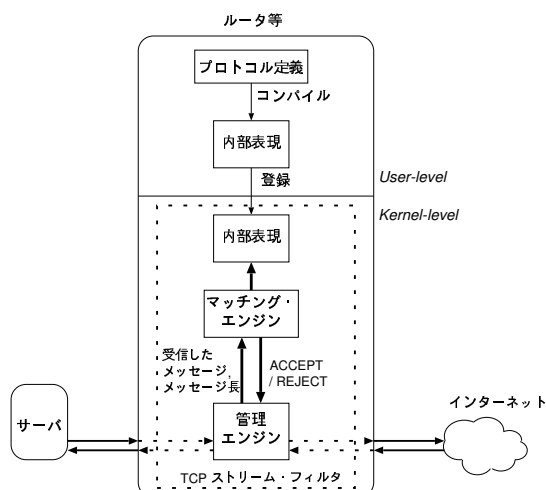 ルータ等
プロトコル定義
コンパイル
内部表現
登録
User-level
Kernel-level
内部表現
マッチング・
エンジン
受信した
メッセージ,
メッセージ長
ACCEPT
/ REJECT
サーバ
管理
エンジン
インターネット
TCP ストリーム・フィルタ